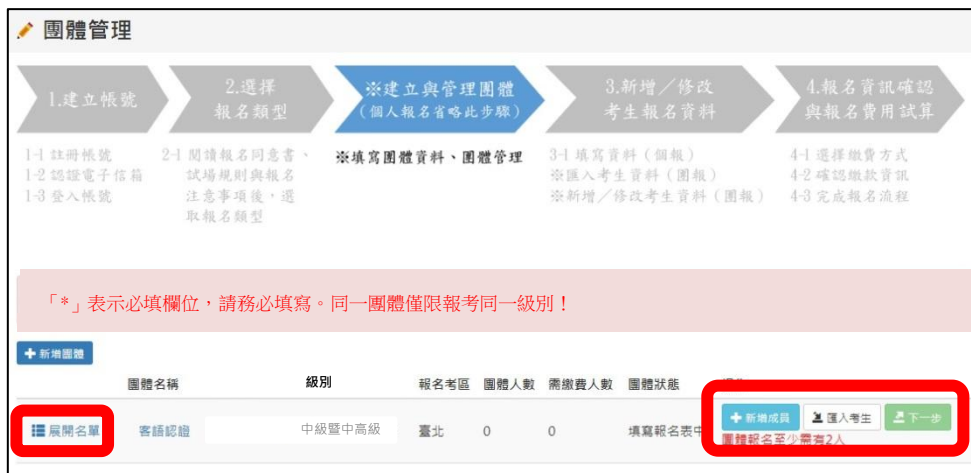 團體管理
1.建立帳號
2.選擇
報名類型
※建立與管理團體
(個人報名省略此步驟)
3.新增/修改
考生報名資料
4.報名資訊確認
與報名費用試算
1-1 註冊帳號
1-2 認證電子信箱
1-3 登入帳號
2-1 閱讀報名同意書、
試場規則與報名
注意事項後，選
取報名類型
※填寫團體資料、團體管理
3-1 填寫資料(個報)
※匯入考生資料(團報)
※新增/修改考生資料(團報)
4-1 選擇繳費方式
4-2 確認繳款資訊
4-3 完成報名流程
「*」表示必填欄位，請務必填寫。同一團體僅限報考同一級別！
新增團體
團體名稱 級別 報名考區 團體人數 需繳費人數 團體狀態
展開名單 客語認證 中級暨中高級 臺北 0 0 填寫報名表中 新增成員 匯入考生 下一步
團體報名至少需有2人